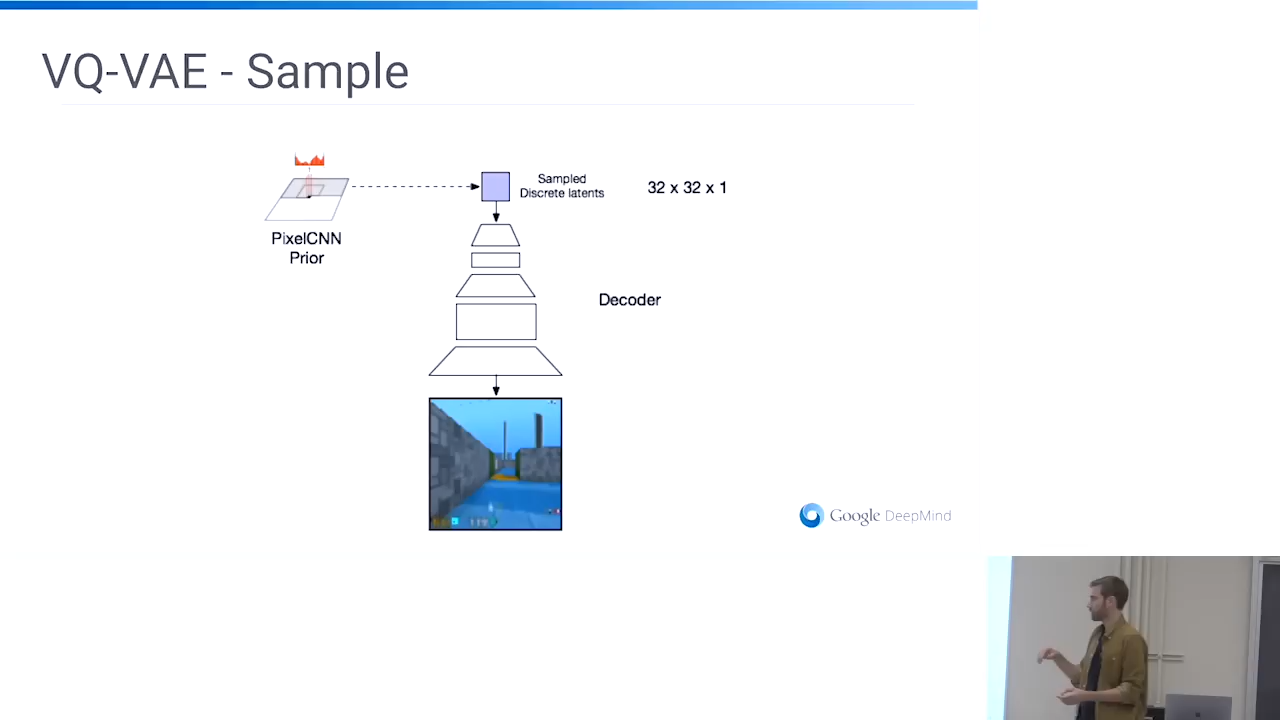 VQ-VAE - Sample
Sampled
Discrete latents
32 x 32 x 1
PixelCNN
Prior
Decoder
Google DeepMind